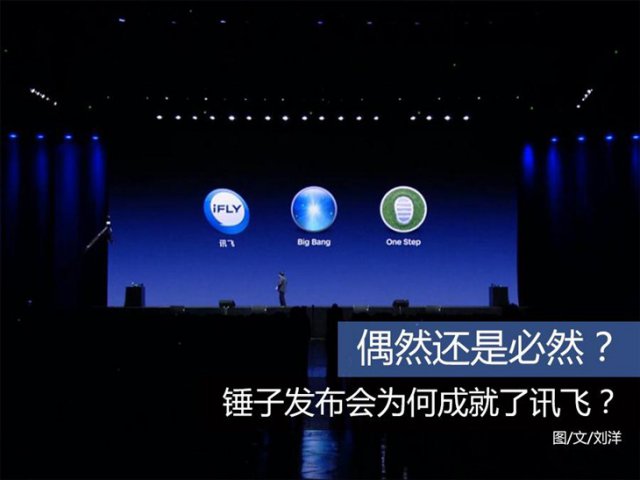 iFLY
讯飞
Big Bang
One Step
偶然还是必然？
锤子发布会为何成就了讯飞？
图/文/刘洋